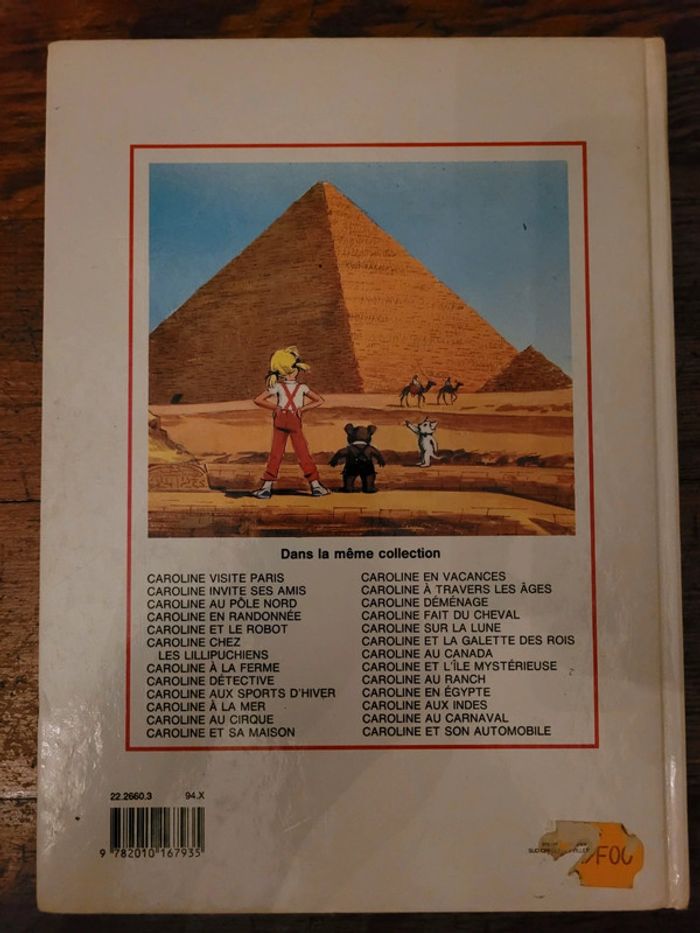 Dans la même collection
CAROLINE VISITE PARIS
CAROLINE INVITE SES AMIS
CAROLINE AU PÔLE NORD
CAROLINE EN RANDONNÉE
CAROLINE ET LE ROBOT
CAROLINE CHEZ
LES LILLIPUCHIENS
CAROLINE À LA FERME
CAROLINE DÉTECTIVE
CAROLINE AUX SPORTS D'HIVER
CAROLINE À LA MER
CAROLINE AU CIRQUE
CAROLINE ET SA MAISON
CAROLINE EN VACANCES
CAROLINE À TRAVERS LES ÂGES
CAROLINE DÉMÉNAGE
CAROLINE FAIT DU CHEVAL
CAROLINE SUR LA LUNE
CAROLINE ET LA GALETTE DES ROIS
CAROLINE AU CANADA
CAROLINE ET L'ÎLE MYSTÉRIEUSE
CAROLINE AU RANCH
CAROLINE EN ÉGYPTE
CAROLINE AUX INDES
CAROLINE AU CARNAVAL
CAROLINE ET SON AUTOMOBILE
22.2660.3 94.X
9 782010 167935